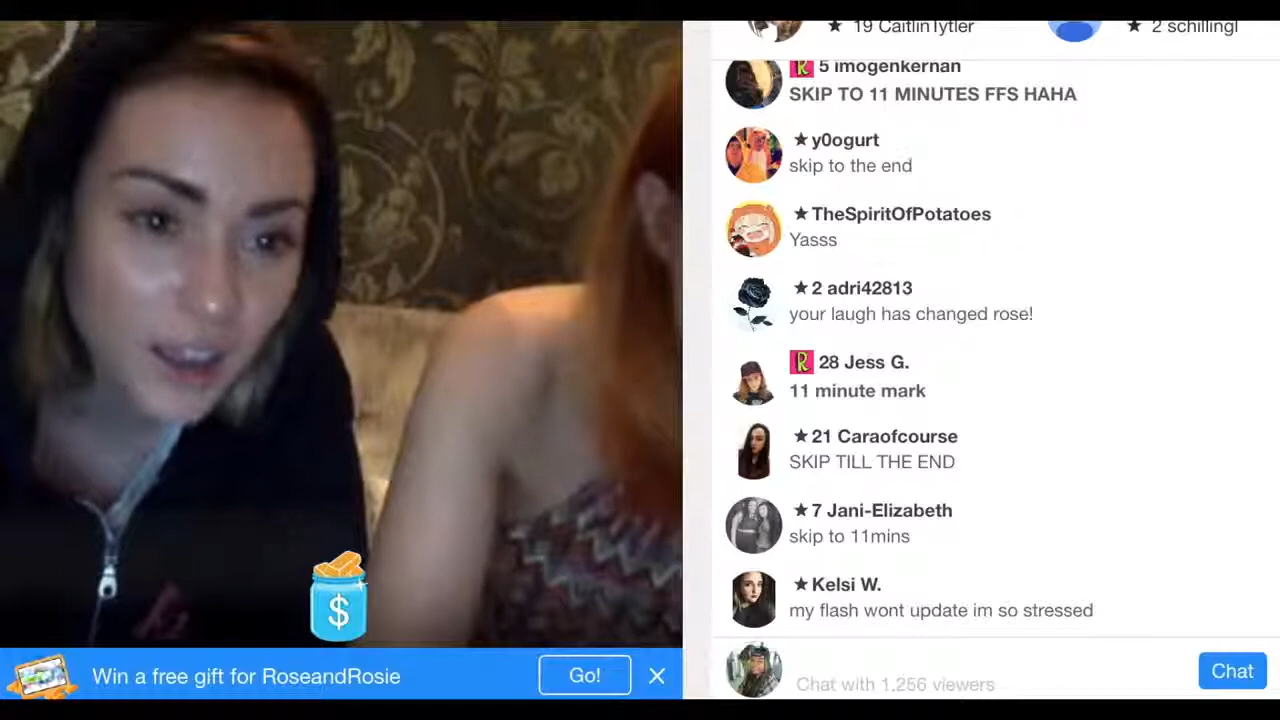 ★ 19 CaitlinTytler
★ 2 schillingl
R 5 imogenkernan
SKIP TO 11 MINUTES FFS HAHA
★ y0ogurt
skip to the end
★ TheSpiritOfPotatoes
Yasss
★ 2 adri42813
your laugh has changed rose!
R 28 Jess G.
11 minute mark
★ 21 Caraofcourse
SKIP TILL THE END
★ 7 Jani-Elizabeth
skip to 11mins
★ Kelsi W.
my flash wont update im so stressed
Chat with 1,256 viewers
Chat
$
Win a free gift for RoseandRosie
Go!